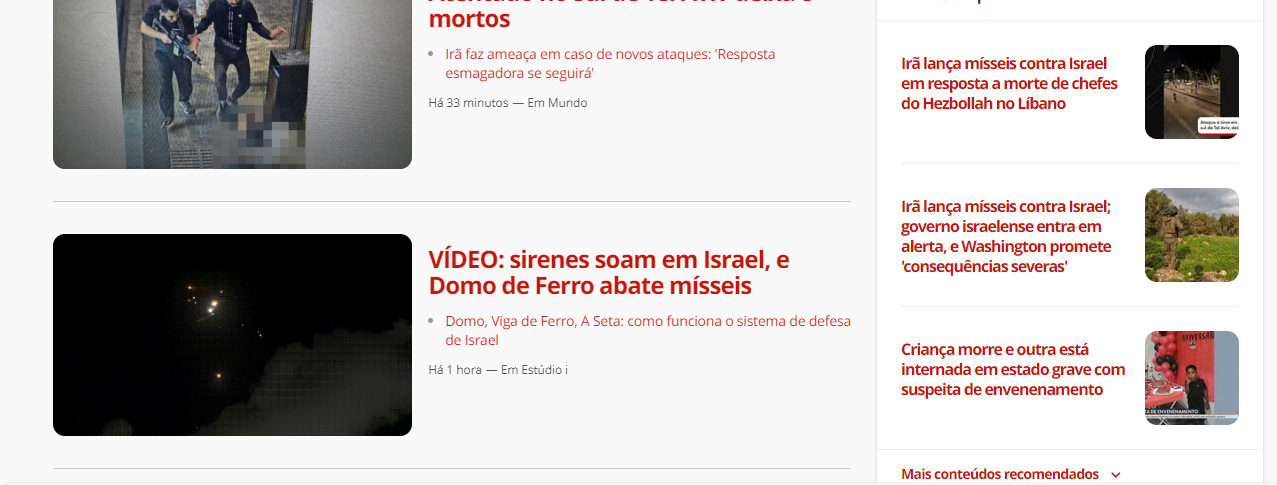 mortos
Irã faz ameaça em caso de novos ataques: 'Resposta
esmagadora se seguirá'
Há 33 minutos — Em Mundo
VÍDEO: sirenes soam em Israel, e
Domo de Ferro abate mísseis
Domo, Viga de Ferro, A Seta: como funciona o sistema de defesa
de Israel
Há 1 hora — Em Estúdio i
Irã lança mísseis contra Israel
em resposta a morte de chefes
do Hezbollah no Líbano
Irã lança mísseis contra Israel;
governo israelense entra em
alerta, e Washington promete
'consequências severas'
Criança morre e outra está
internada em estado grave com
suspeita de envenenamento
Mais conteúdos recomendados